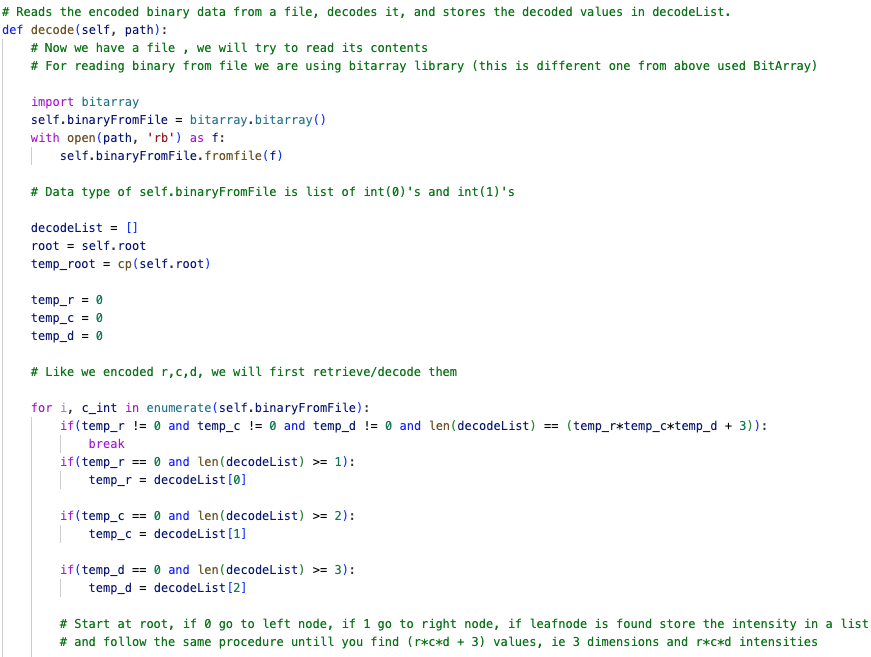 # Reads the encoded binary data from a file, decodes it, and stores the decoded values in decodeList.
def decode(self, path):
    # Now we have a file , we will try to read its contents
    # For reading binary from file we are using bitarray library (this is different one from above used BitArray)
    import bitarray
    self.binaryFromFile = bitarray.bitarray()
    with open(path, 'rb') as f:
        self.binaryFromFile.fromfile(f)
    # Data type of self.binaryFromFile is list of int(0)'s and int(1)'s
    decodeList = []
    root = self.root
    temp_root = cp(self.root)
    temp_r = 0
    temp_c = 0
    temp_d = 0
    # Like we encoded r,c,d, we will first retrieve/decode them
    for i, c_int in enumerate(self.binaryFromFile):
        if(temp_r != 0 and temp_c != 0 and temp_d != 0 and len(decodeList) == (temp_r*temp_c*temp_d + 3)):
            break
        if(temp_r == 0 and len(decodeList) >= 1):
            temp_r = decodeList[0]
        if(temp_c == 0 and len(decodeList) >= 2):
            temp_c = decodeList[1]
        if(temp_d == 0 and len(decodeList) >= 3):
            temp_d = decodeList[2]
        # Start at root, if 0 go to left node, if 1 go to right node, if leafnode is found store the intensity in a list
        # and follow the same procedure untill you find (r*c*d + 3) values, ie 3 dimensions and r*c*d intensities